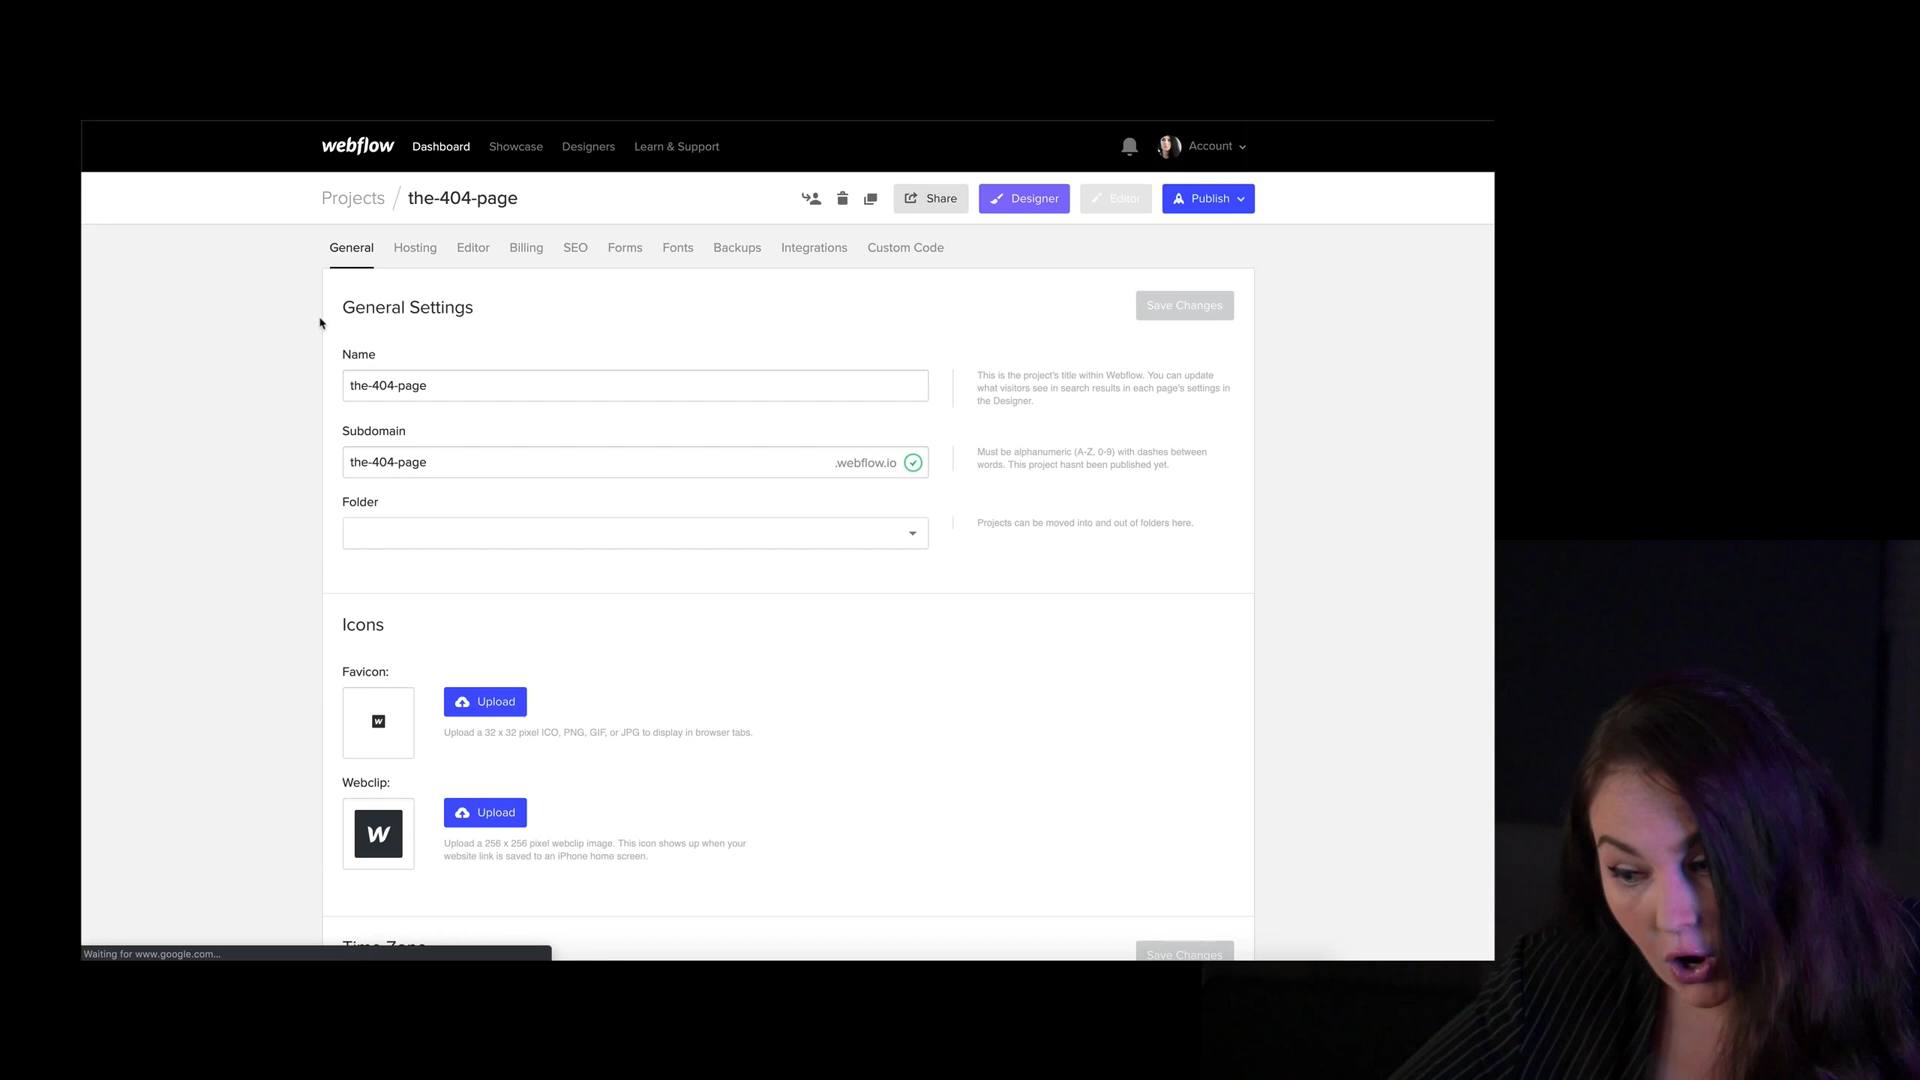 webflow Dashboard Showcase Designers Learn & Support Account
Projects / the-404-page Share Designer Editor Publish
General Hosting Editor Billing SEO Forms Fonts Backups Integrations Custom Code
General Settings Save Changes
Name
the-404-page
This is the project's title within Webflow. You can update
what visitors see in search results in each page's settings in
the Designer.
Subdomain
the-404-page .webflow.io
Must be alphanumeric (A-Z, 0-9) with dashes between
words. This project hasnt been published yet.
Folder
Projects can be moved into and out of folders here.
Icons
Favicon:
W
Upload
Upload a 32 x 32 pixel ICO, PNG, GIF, or JPG to display in browser tabs.
Webclip:
W
Upload
Upload a 256 x 256 pixel webclip image. This icon shows up when your
website link is saved to an iPhone home screen.
Time Zone Save Changes
Waiting for www.google.com...